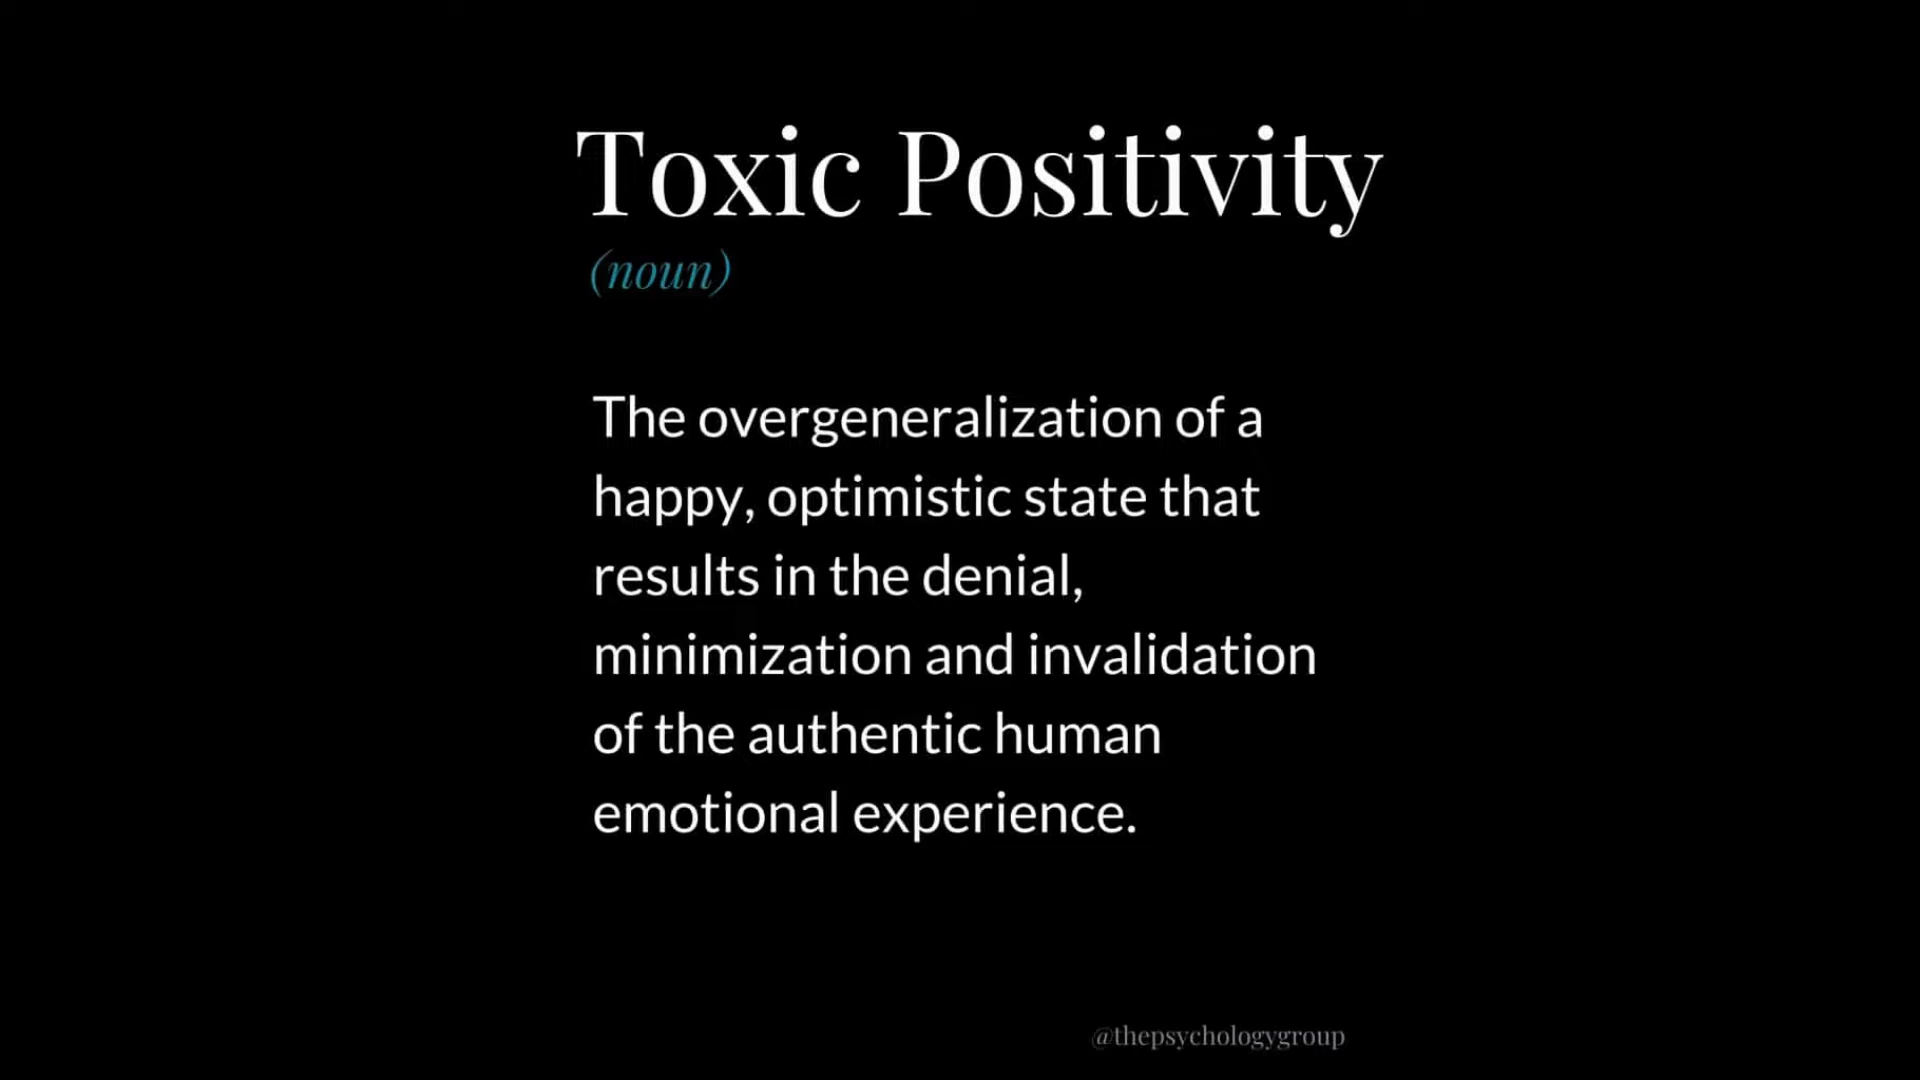 Toxic Positivity
(noun)
The overgeneralization of a
happy, optimistic state that
results in the denial,
minimization and invalidation
of the authentic human
emotional experience.
@thepsychologygroup